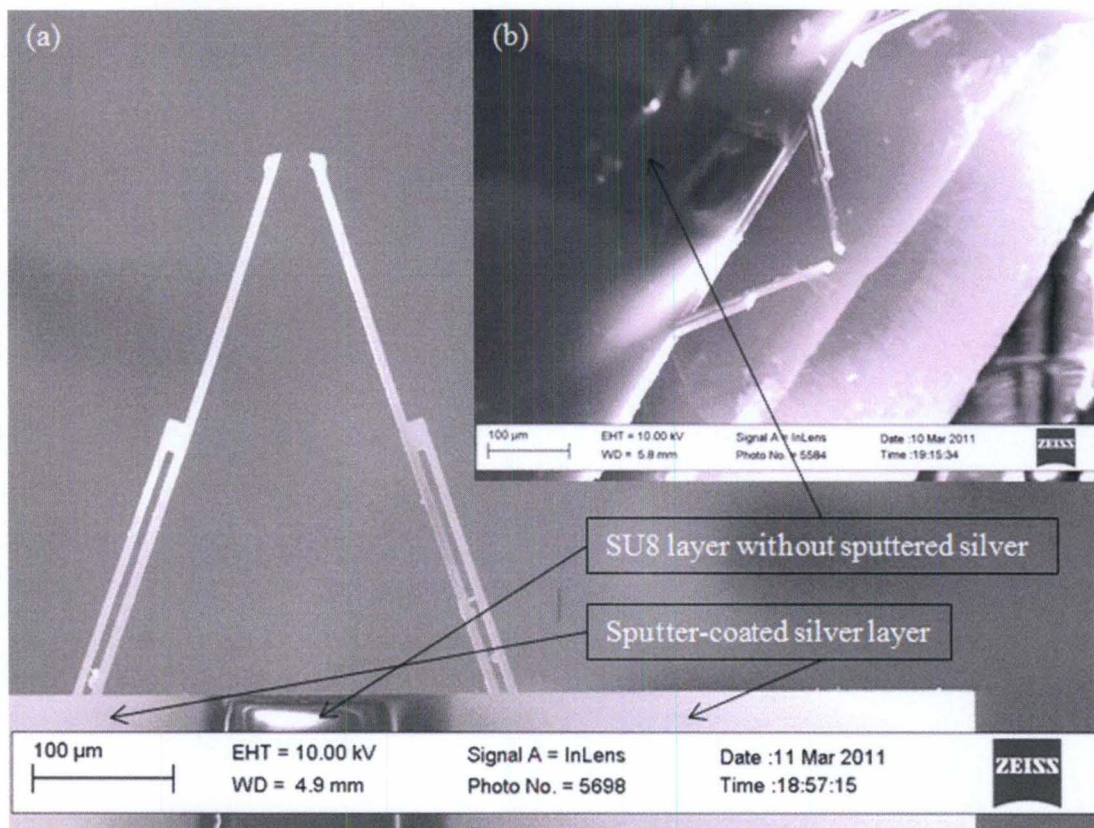 (a)
(b)
100 µm
EHT = 10.00 kV
Signal A = InLens
Date :10 Mar 2011
WD = 5.8 mm
Photo No. = 5584
Time :19:15:34
ZEISS
SU8 layer without sputtered silver
Sputter-coated silver layer
100 µm
EHT = 10.00 kV
Signal A = InLens
Date :11 Mar 2011
WD = 4.9 mm
Photo No. = 5698
Time :18:57:15
ZEISS